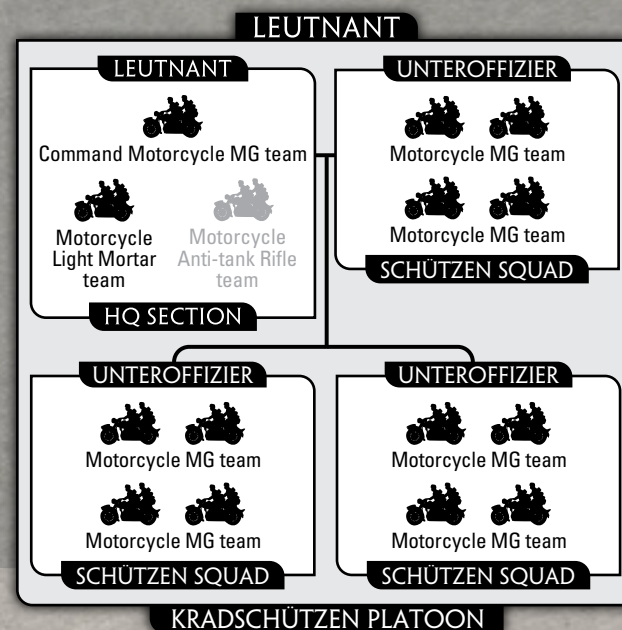 LEUTNANT
LEUTNANT
Command Motorcycle MG team
Motorcycle
Light Mortar
team
Motorcycle
Anti-tank Rifle
team
HQ SECTION
UNTEROFFIZIER
Motorcycle MG team
Motorcycle MG team
SCHÜTZEN SQUAD
UNTEROFFIZIER
Motorcycle MG team
Motorcycle MG team
SCHÜTZEN SQUAD
UNTEROFFIZIER
Motorcycle MG team
Motorcycle MG team
SCHÜTZEN SQUAD
KRADSCHÜTZEN PLATOON